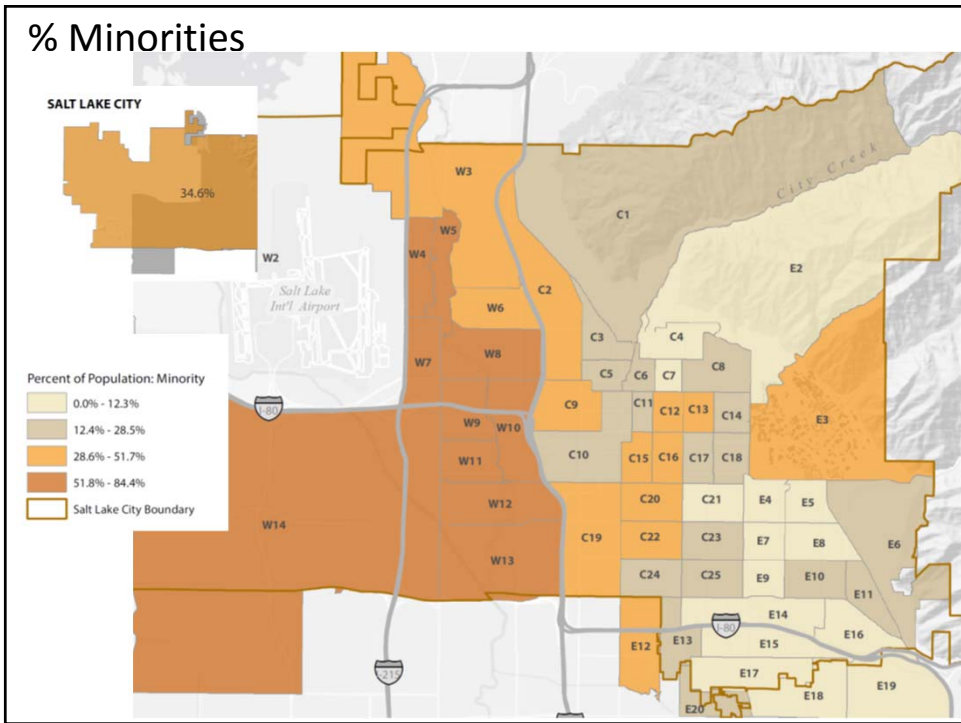 % Minorities
SALT LAKE CITY
34.6%
W2
Salt Lake
Int'l Airport
City Creek
Percent of Population: Minority
0.0% - 12.3%
12.4% - 28.5%
28.6% - 51.7%
51.8% - 84.4%
Salt Lake City Boundary
W3
C1
W5
W4
E2
C2
W6
C4
C3
W7
W8
C5
C6
C7
C8
I-80
C9
C11
C12
C13
C14
E3
W9
W10
C10
C15
C16
C17
C18
W11
W12
C20
C21
E4
E5
W14
C19
C22
C23
E7
E8
E6
W13
C24
C25
E9
E10
E11
E14
I-80
E12
E13
E15
E16
I-215
E17
E18
E19
E20